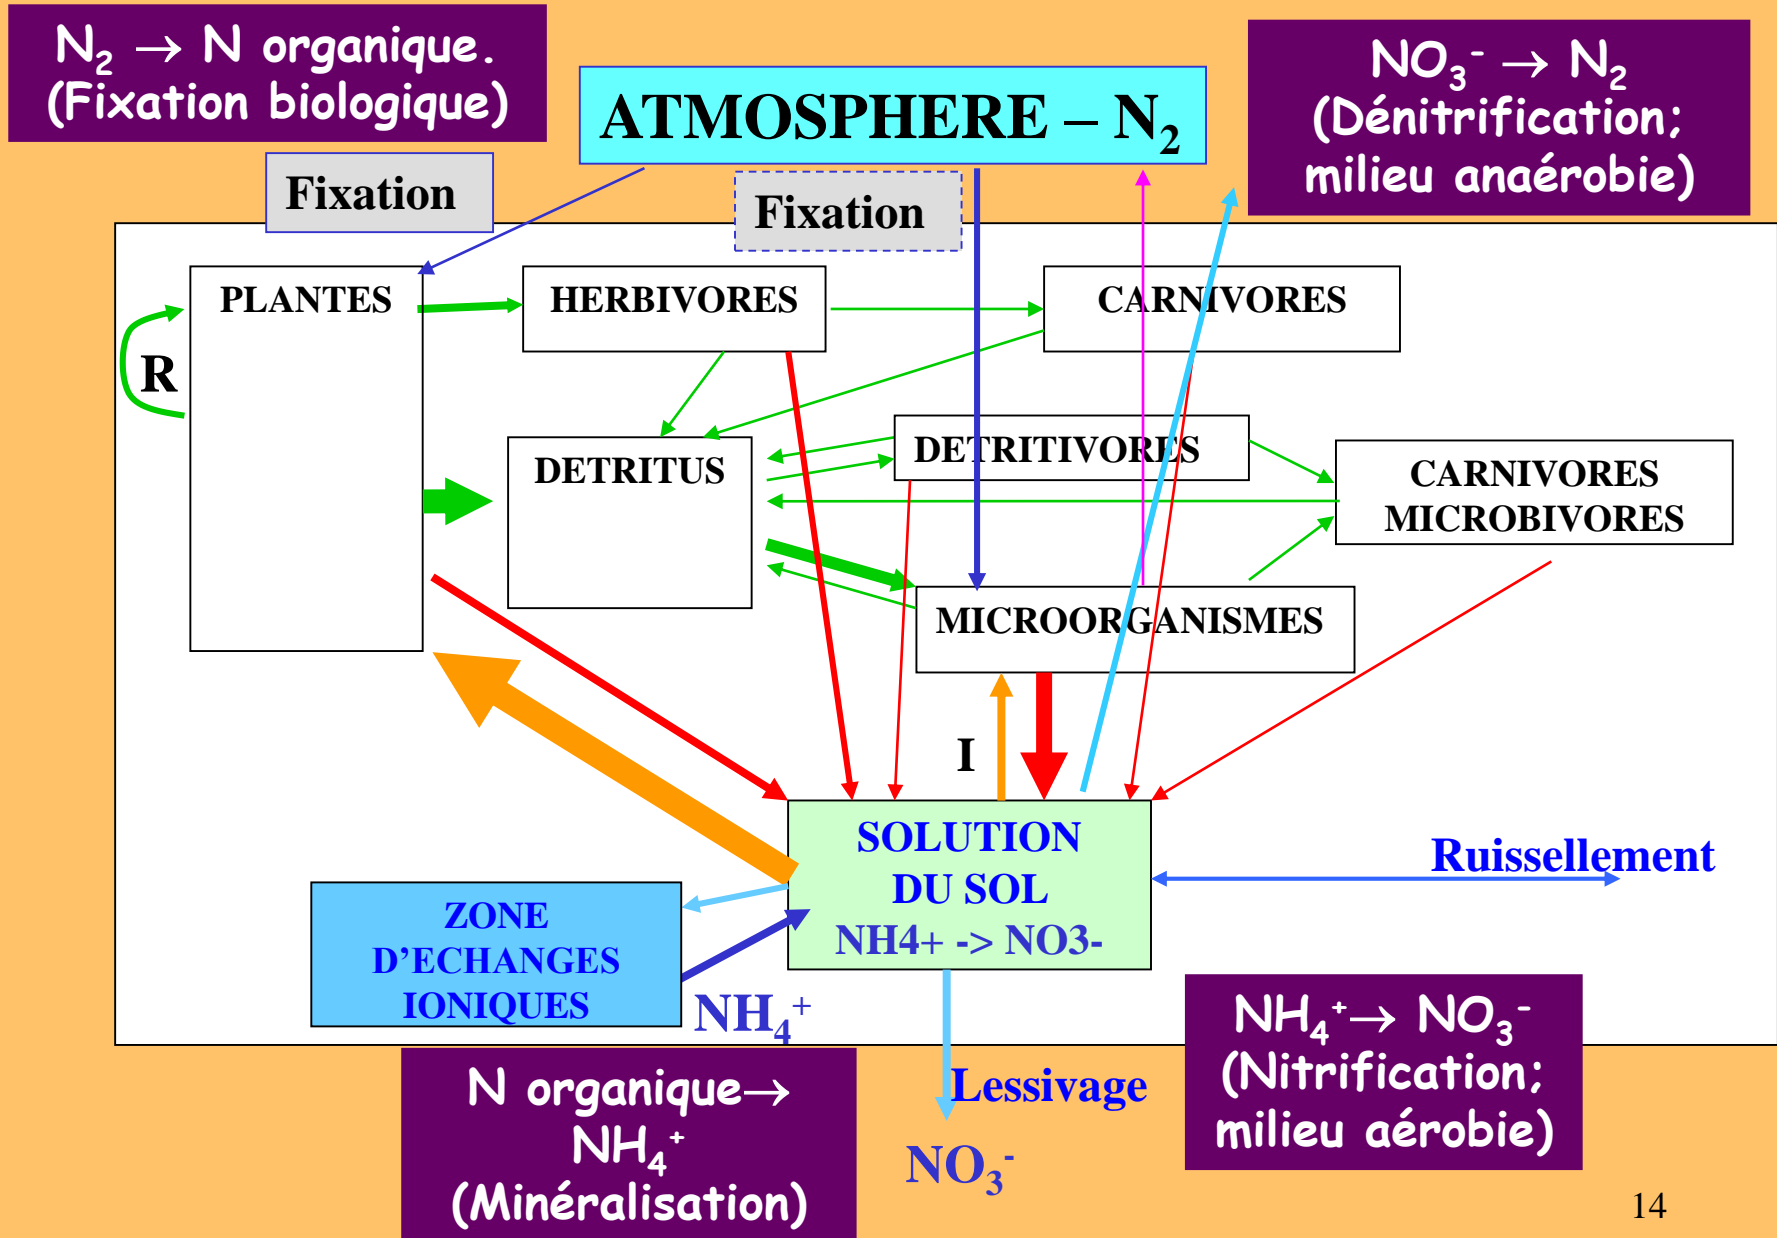 N₂ → N organique.
(Fixation biologique)
ATMOSPHERE – N₂
NO₃⁻ → N₂
(Dénitrification;
milieu anaérobie)
Fixation
Fixation
PLANTES
HERBIVORES
CARNIVORES
R
DETRITUS
DETRITIVORES
CARNIVORES
MICROBIVORES
MICROORGANISMES
I
SOLUTION
DU SOL
NH4+ -> NO3-
Ruissellement
ZONE
D’ECHANGES
IONIQUES
NH₄⁺
NH₄⁺→ NO₃⁻
(Nitrification;
milieu aérobie)
N organique→
NH₄⁺
(Minéralisation)
Lessivage
NO₃⁻
14